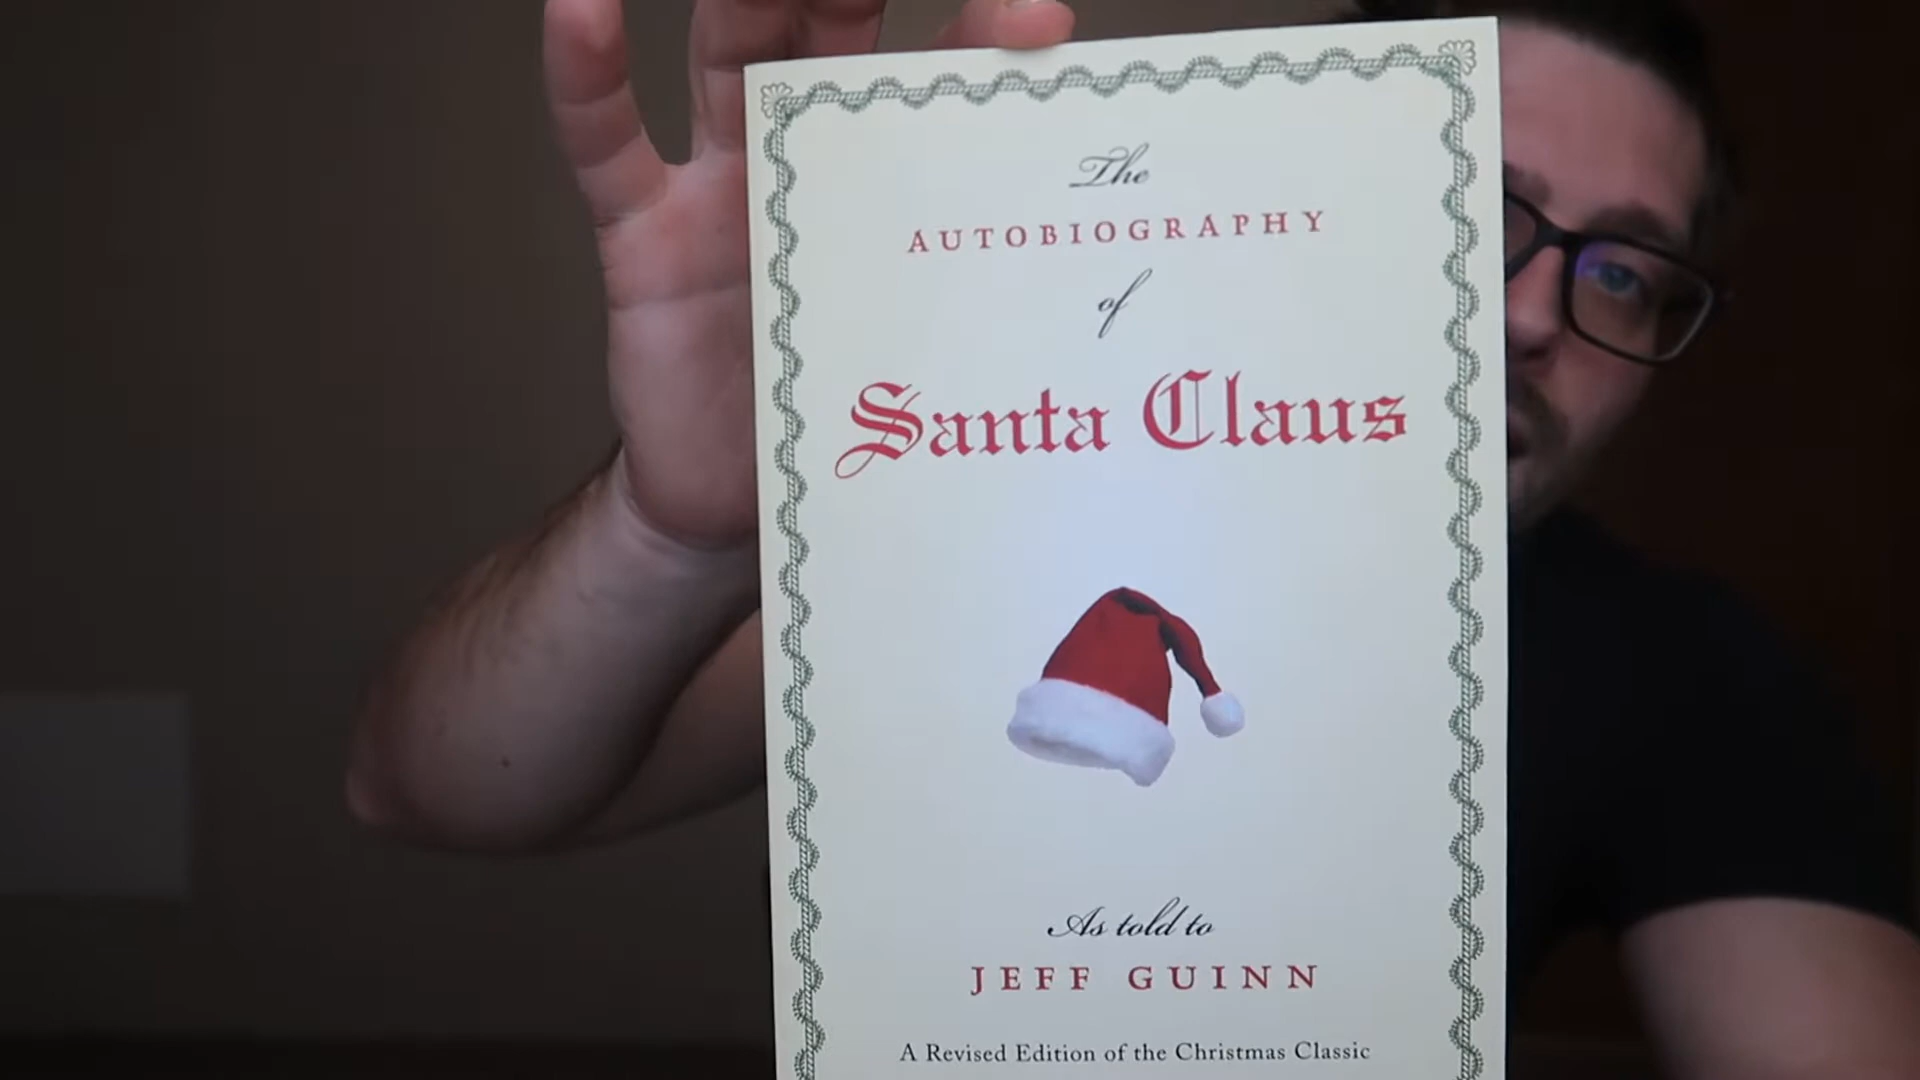 The
AUTOBIOGRAPHY
of
Santa Claus
As told to
JEFF GUINN
A Revised Edition of the Christmas Classic